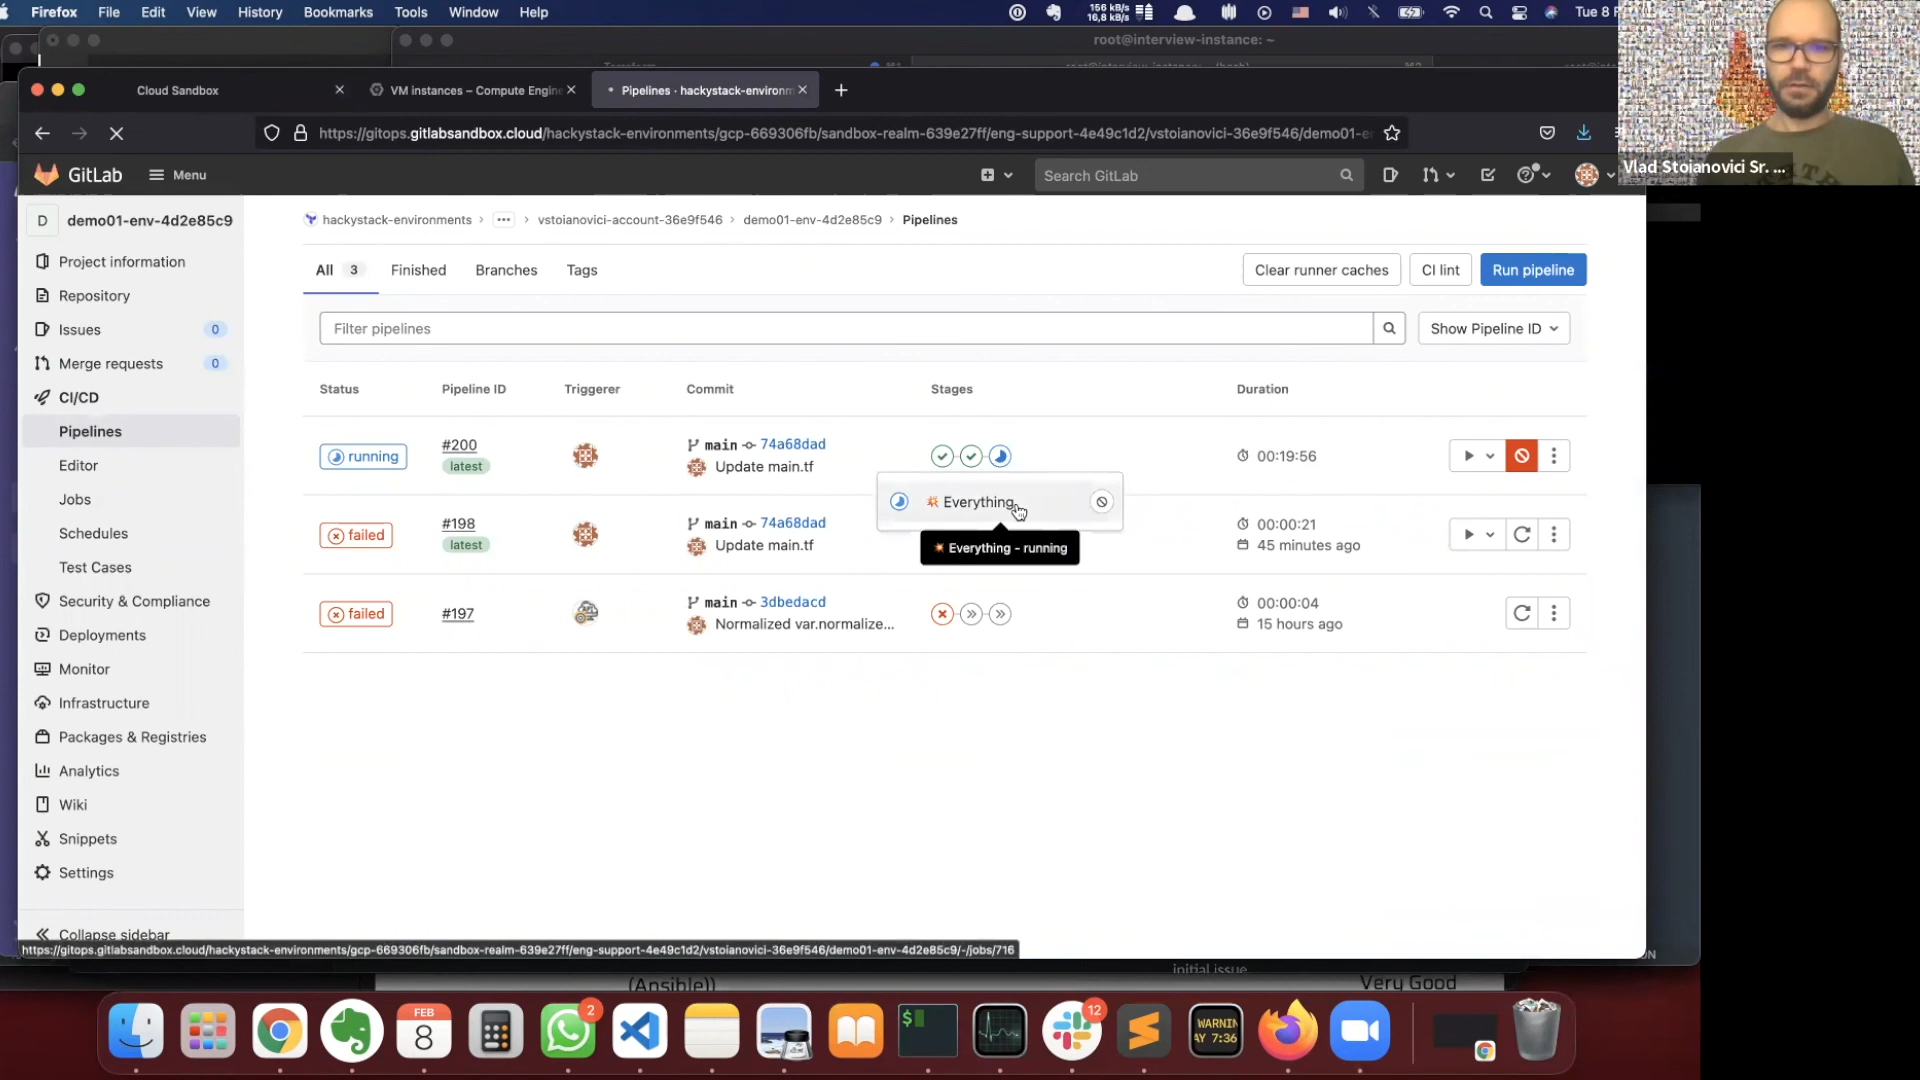 Firefox File Edit View History Bookmarks Tools Window Help
156 kB/s
16,8 kB/s
Tue 8 F
root@interview-instance: ~
Cloud Sandbox
VM instances – Compute Engine
Pipelines · hackystack-environm
https://gitops.gitlabsandbox.cloud/hackystack-environments/gcp-669306fb/sandbox-realm-639e27ff/eng-support-4e49c1d2/vstoianovici-36e9f546/demo01-e
Vlad Stoianovici Sr. ...
GitLab
Menu
Search GitLab
D demo01-env-4d2e85c9
hackystack-environments › ··· › vstoianovici-account-36e9f546 › demo01-env-4d2e85c9 › Pipelines
Project information
Repository
Issues 0
Merge requests 0
CI/CD
Pipelines
Editor
Jobs
Schedules
Test Cases
Security & Compliance
Deployments
Monitor
Infrastructure
Packages & Registries
Analytics
Wiki
Snippets
Settings
Collapse sidebar
All 3 Finished Branches Tags
Clear runner caches CI lint Run pipeline
Filter pipelines
Show Pipeline ID
Status Pipeline ID Triggerer Commit Stages Duration
running #200 main 74a68dad 00:19:56
latest Update main.tf
Everything
Everything - running
failed #198 main 74a68dad 00:00:21
latest Update main.tf 45 minutes ago
failed #197 main 3dbedacd 00:00:04
Normalized var.normalize... 15 hours ago
https://gitops.gitlabsandbox.cloud/hackystack-environments/gcp-669306fb/sandbox-realm-639e27ff/eng-support-4e49c1d2/vstoianovici-36e9f546/demo01-env-4d2e85c9/-/jobs/716
initial issue
(Ansible))
Very Good
FEB
8
2
$
12
WARNIN
AY 7:36